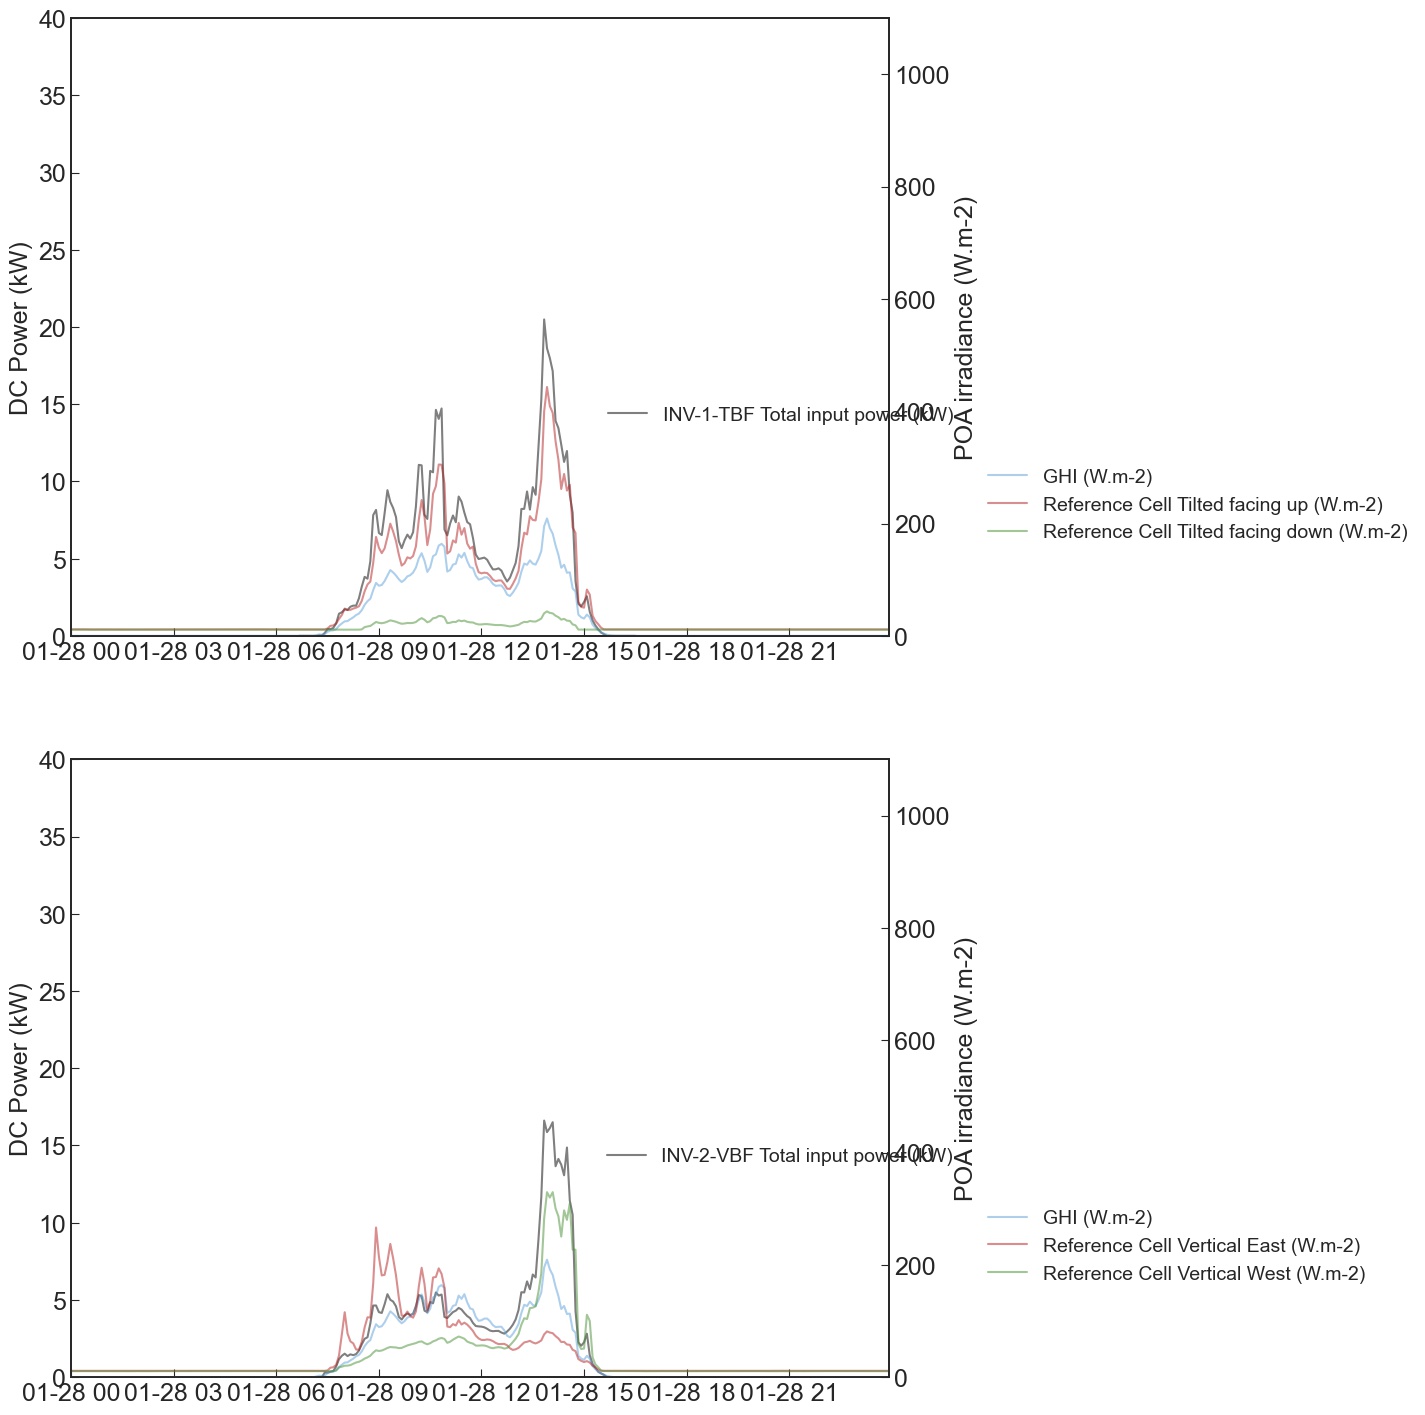 40
35
30
25
20
15
10
5
0
DC Power (kW)
1000
800
600
400
200
0
POA irradiance (W.m-2)
INV-1-TBF Total input power (kW)
GHI (W.m-2)
Reference Cell Tilted facing up (W.m-2)
Reference Cell Tilted facing down (W.m-2)
01-28 00 01-28 03 01-28 06 01-28 09 01-28 12 01-28 15 01-28 18 01-28 21
40
35
30
25
20
15
10
5
0
DC Power (kW)
1000
800
600
400
200
0
POA irradiance (W.m-2)
INV-2-VBF Total input power (kW)
GHI (W.m-2)
Reference Cell Vertical East (W.m-2)
Reference Cell Vertical West (W.m-2)
01-28 00 01-28 03 01-28 06 01-28 09 01-28 12 01-28 15 01-28 18 01-28 21